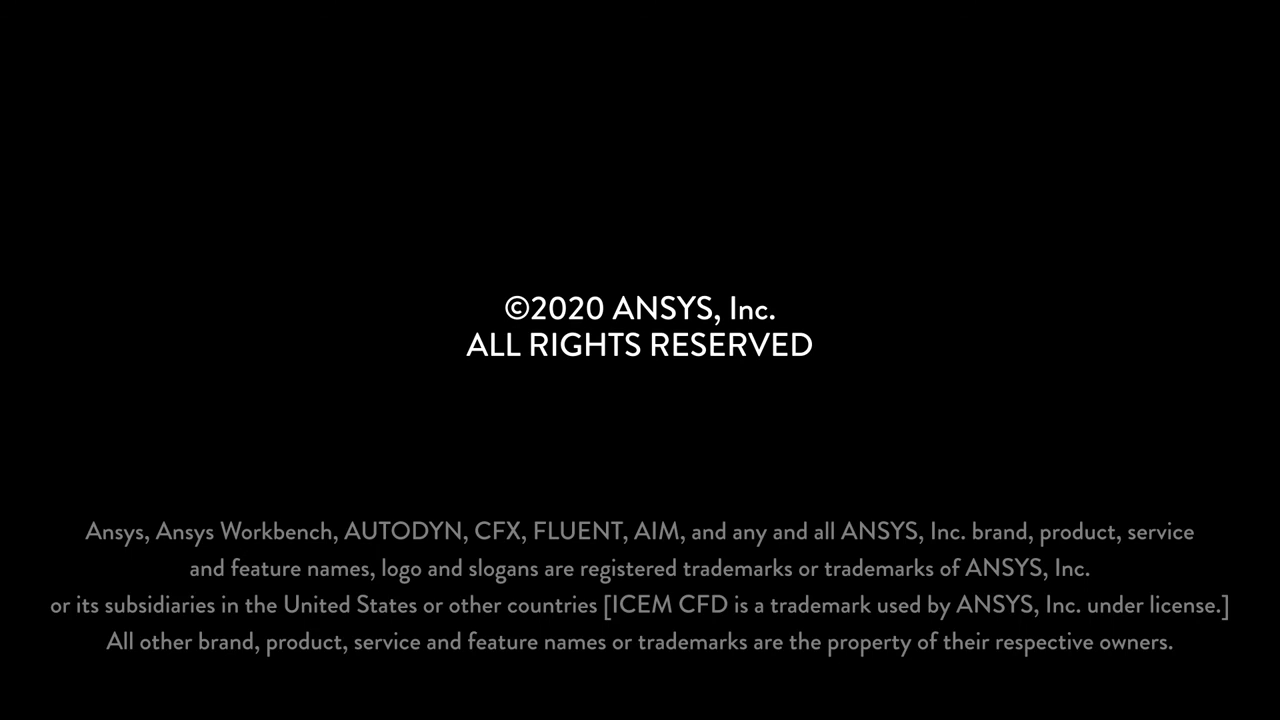 ©2020 ANSYS, Inc.
ALL RIGHTS RESERVED
Ansys, Ansys Workbench, AUTODYN, CFX, FLUENT, AIM, and any and all ANSYS, Inc. brand, product, service
and feature names, logo and slogans are registered trademarks or trademarks of ANSYS, Inc.
or its subsidiaries in the United States or other countries [ICEM CFD is a trademark used by ANSYS, Inc. under license.]
All other brand, product, service and feature names or trademarks are the property of their respective owners.